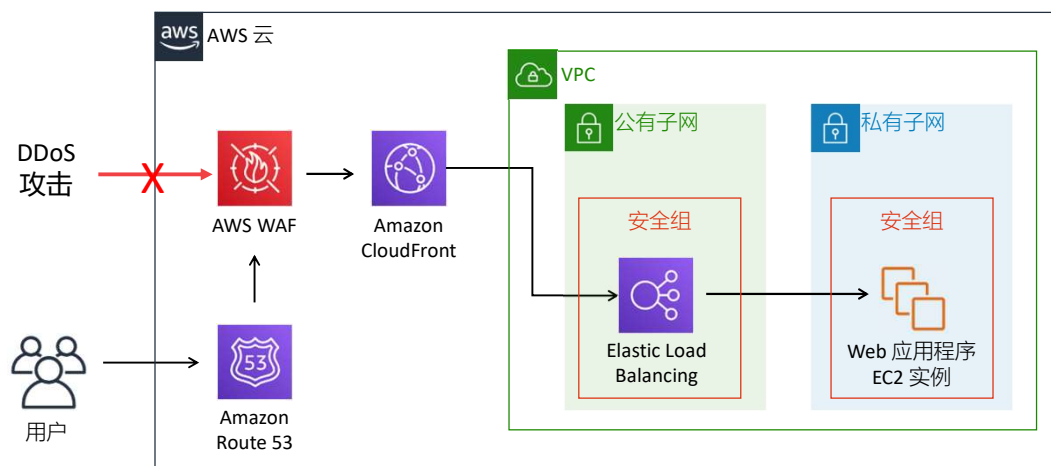 aws
AWS 云
VPC
公有子网
私有子网
DDoS
攻击
AWS WAF
Amazon
CloudFront
安全组
安全组
Elastic Load
Balancing
Web 应用程序
EC2 实例
53
用户
Amazon
Route 53